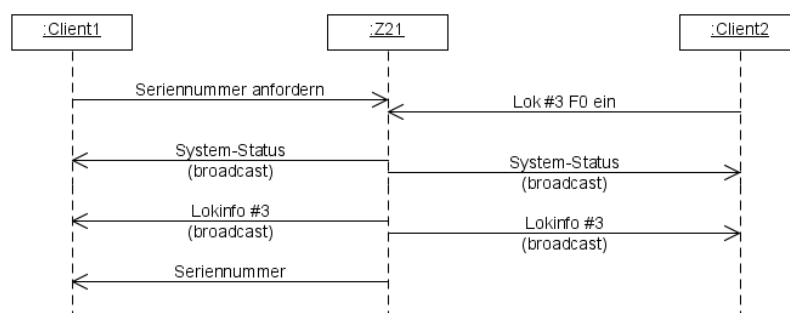 :Client1
:Z21
:Client2
Seriennummer anfordern
Lok #3 F0 ein
System-Status
(broadcast)
System-Status
(broadcast)
Lokinfo #3
(broadcast)
Lokinfo #3
(broadcast)
Seriennummer